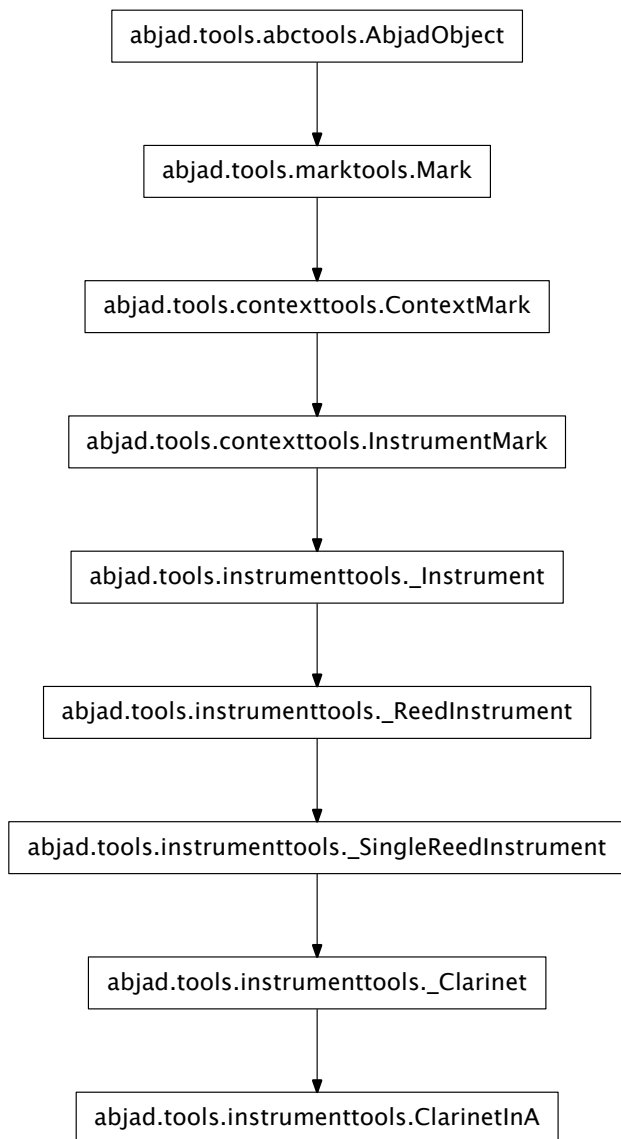 abjad.tools.abctools.AbjadObject
abjad.tools.marktools.Mark
abjad.tools.contexttools.ContextMark
abjad.tools.contexttools.InstrumentMark
abjad.tools.instrumenttools._Instrument
abjad.tools.instrumenttools._ReedInstrument
abjad.tools.instrumenttools._SingleReedInstrument
abjad.tools.instrumenttools._Clarinet
abjad.tools.instrumenttools.ClarinetInA